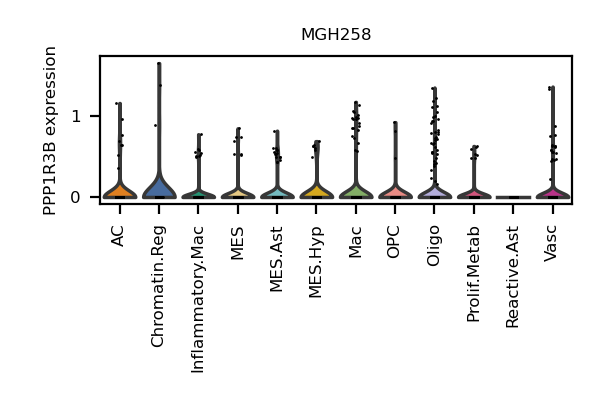 MGH258
PPP1R3B expression
1
0
AC
Chromatin.Reg
Inflammatory.Mac
MES
MES.Ast
MES.Hyp
Mac
OPC
Oligo
Prolif.Metab
Reactive.Ast
Vasc